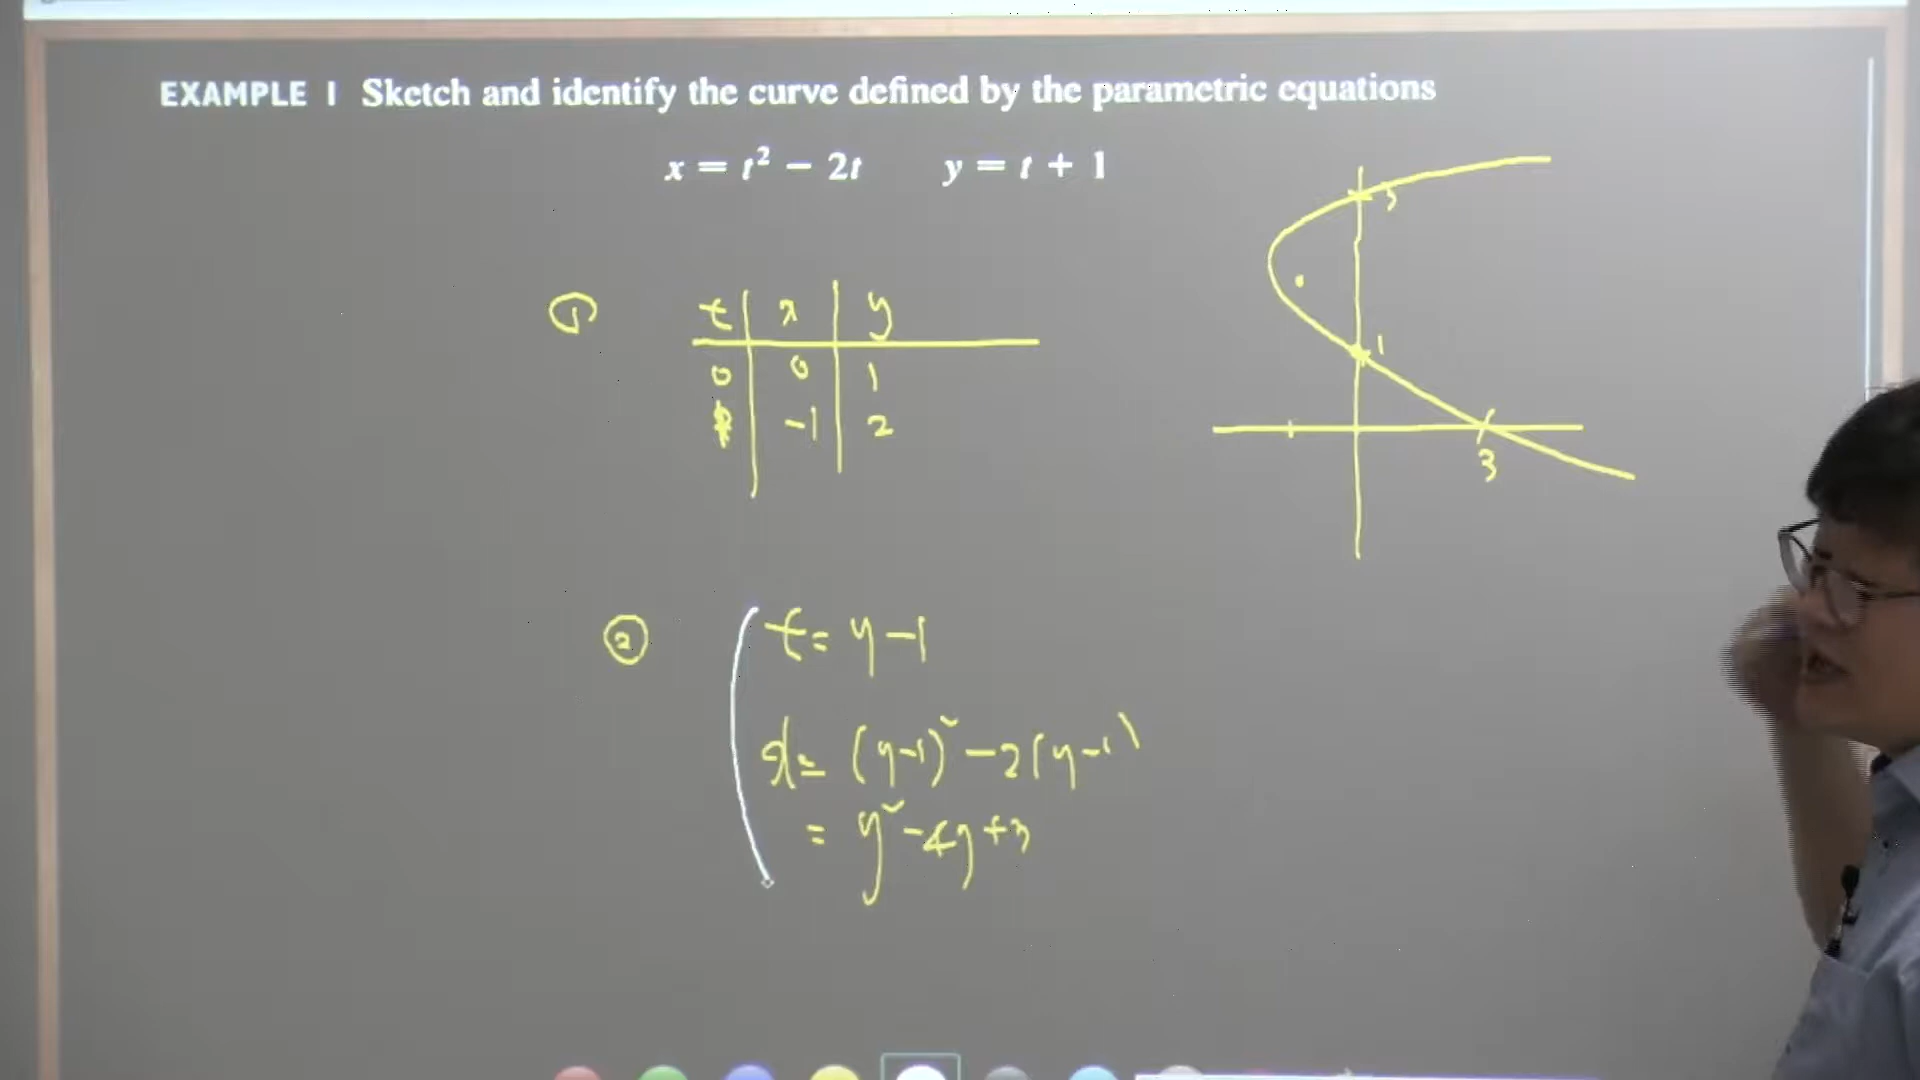 EXAMPLE 1 Sketch and identify the curve defined by the parametric equations
x = t² − 2t y = t + 1
① t x y
0 0 1
−1 2
3
1
3
② t = y−1
x = (y−1)² −2(y−1)
= y² −4y+3